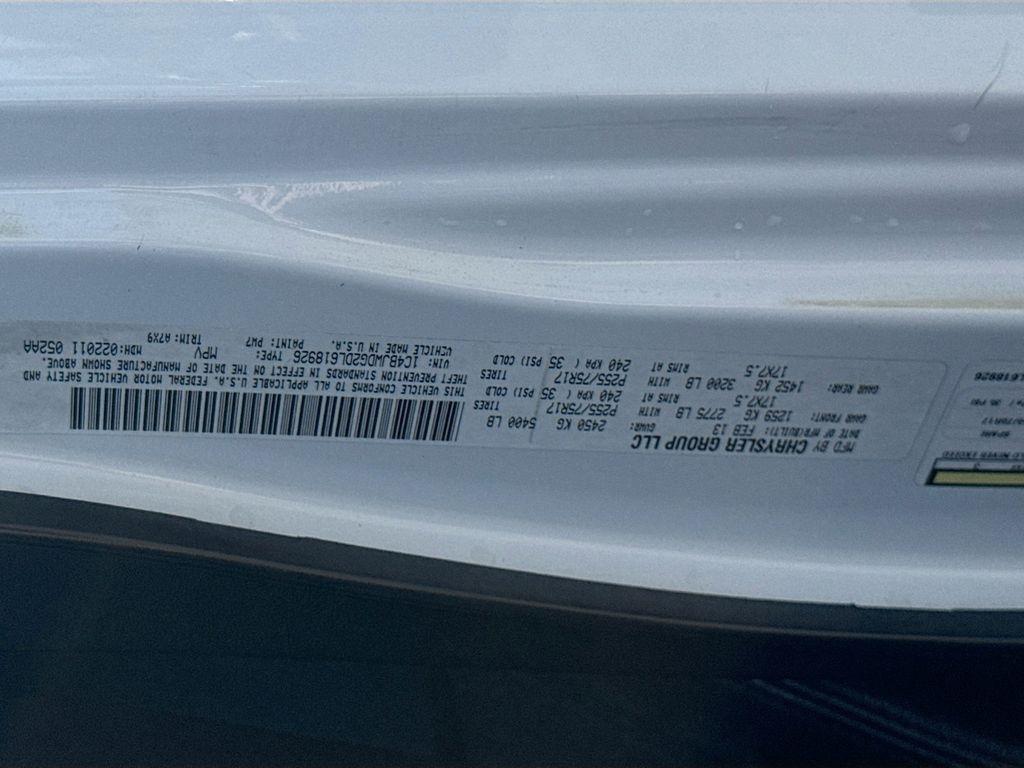 MFD BY CHRYSLER GROUP LLC
DATE OF MFR(BUILT): FEB 13 GVWR: 2450 KG 5400 LB
GAWR FRONT: 1259 KG 2775 LB WITH P255/75R17 TIRES
17X7.5 RIMS AT 240 KPA ( 35 PSI) COLD
GAWR REAR: 1452 KG 3200 LB WITH P255/75R17 TIRES
17X7.5 RIMS AT 240 KPA ( 35 PSI) COLD
THIS VEHICLE CONFORMS TO ALL APPLICABLE U.S.A. FEDERAL MOTOR VEHICLE SAFETY AND
THEFT PREVENTION STANDARDS IN EFFECT ON THE DATE OF MANUFACTURE SHOWN ABOVE.
VIN: 1C4BJWDG2DL618926 TYPE: MPV MDH: 022011 052AA
VEHICLE MADE IN U.S.A. PAINT: PW7 TRIM: A7X9
NEVER EXCEED
L618926